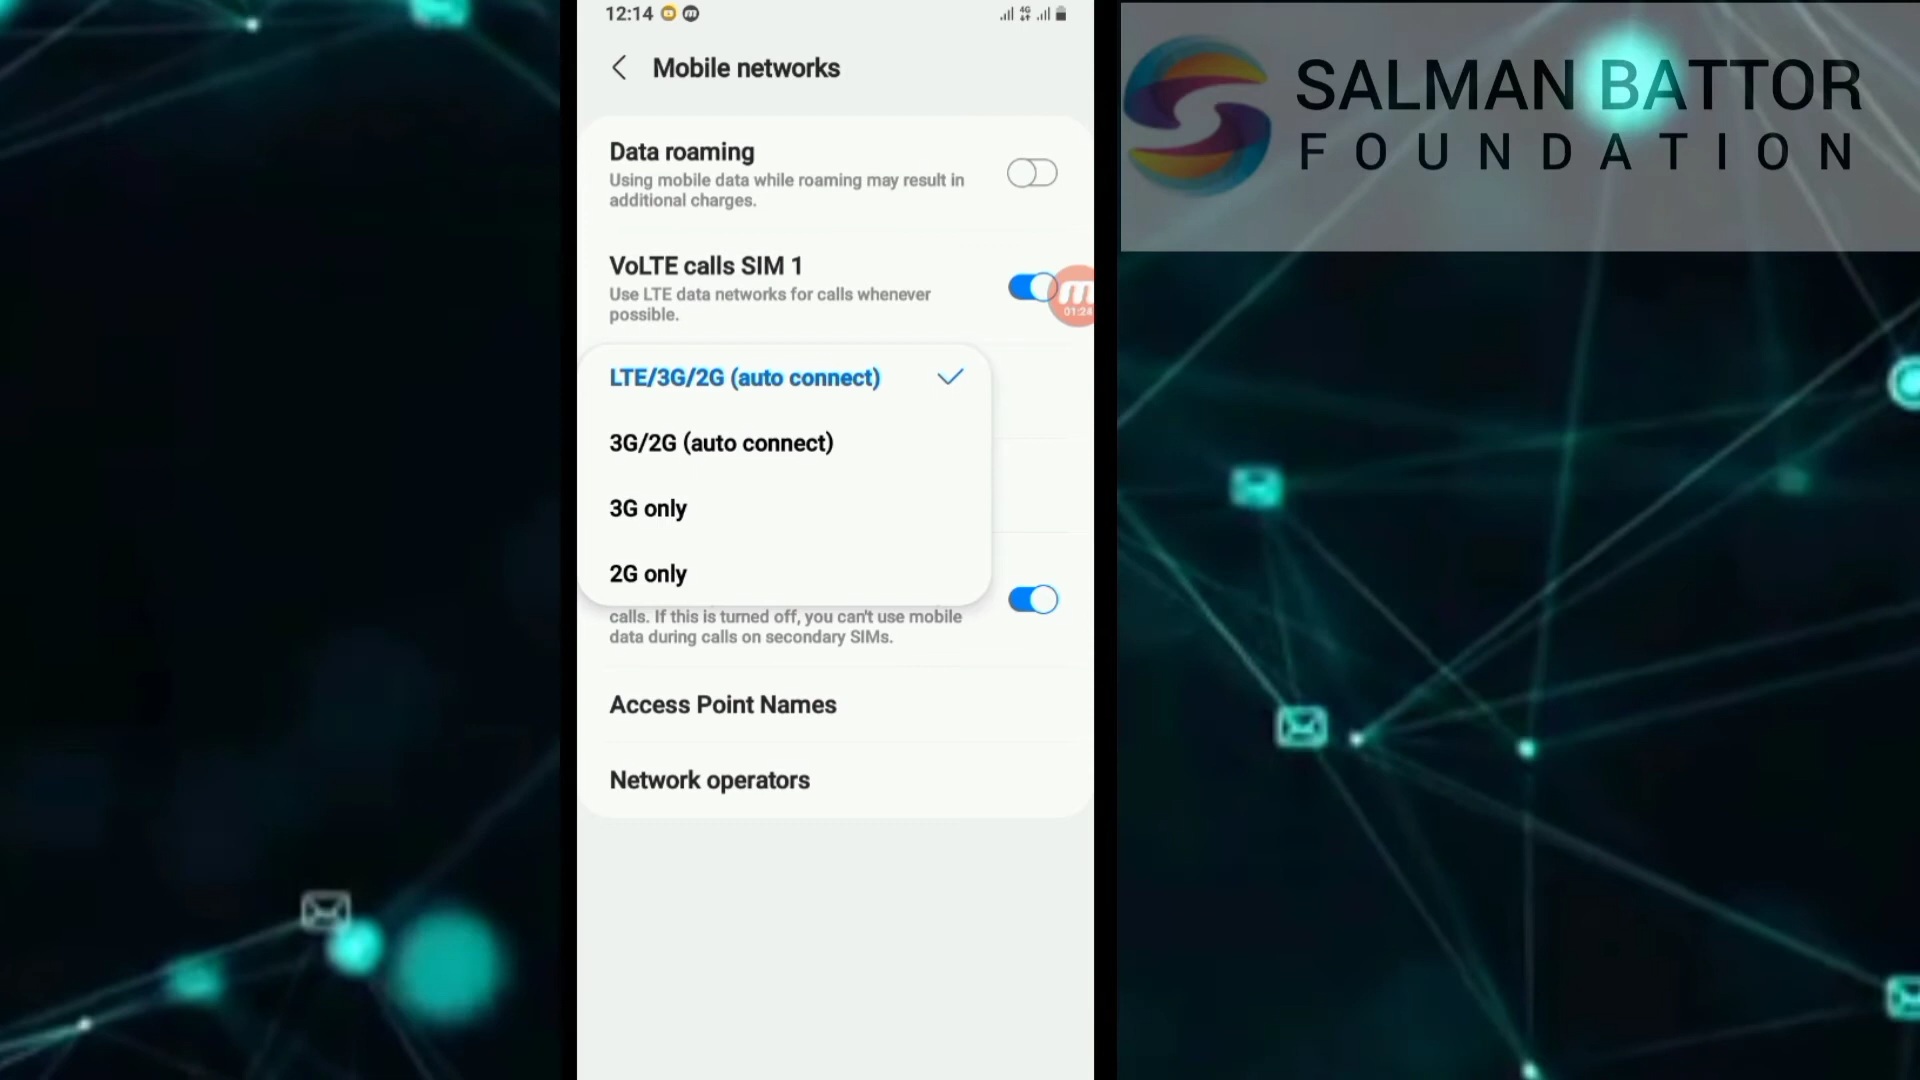 12:14
4G
Mobile networks
SALMAN BATTOR
FOUNDATION
Data roaming
Using mobile data while roaming may result in
additional charges.
VoLTE calls SIM 1
Use LTE data networks for calls whenever
possible.
01:24
LTE/3G/2G (auto connect)
3G/2G (auto connect)
3G only
2G only
calls. If this is turned off, you can't use mobile
data during calls on secondary SIMs.
Access Point Names
Network operators